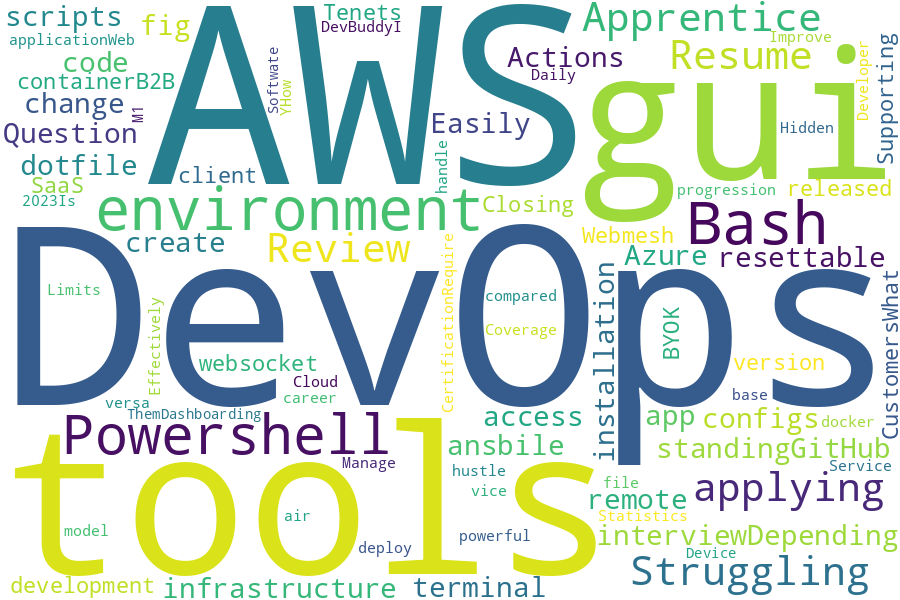 scripts
fig
AWS
Tenets
DevBuddyI
Apprentice
applicationWeb
code
containerB2B
change
M1
Question
dotfile
SaaS
2023Is
Softwate
YHow
client
Easily
handle
Actions
Daily
Resume
Improve
Developer
Supporting
Hidden
gui
progression
released
environment
Closing
create
Review
Webmesh
Bash
Azure
resettable
DevOps
Limits
Effectively
websocket
Cloud
career
versa
ThemDashboarding
CertificationRequire
compared
Coverage
installation
BYOK
version
base
CustomersWhat
Powershell
Manage
access
ansbile
app
configs
docker
standingGitHub
Service
tools
hustle
vice
file
remote
applying
Statistics
model
air
deploy
powerful
interviewDepending
Device
development
infrastructure
terminal
Struggling